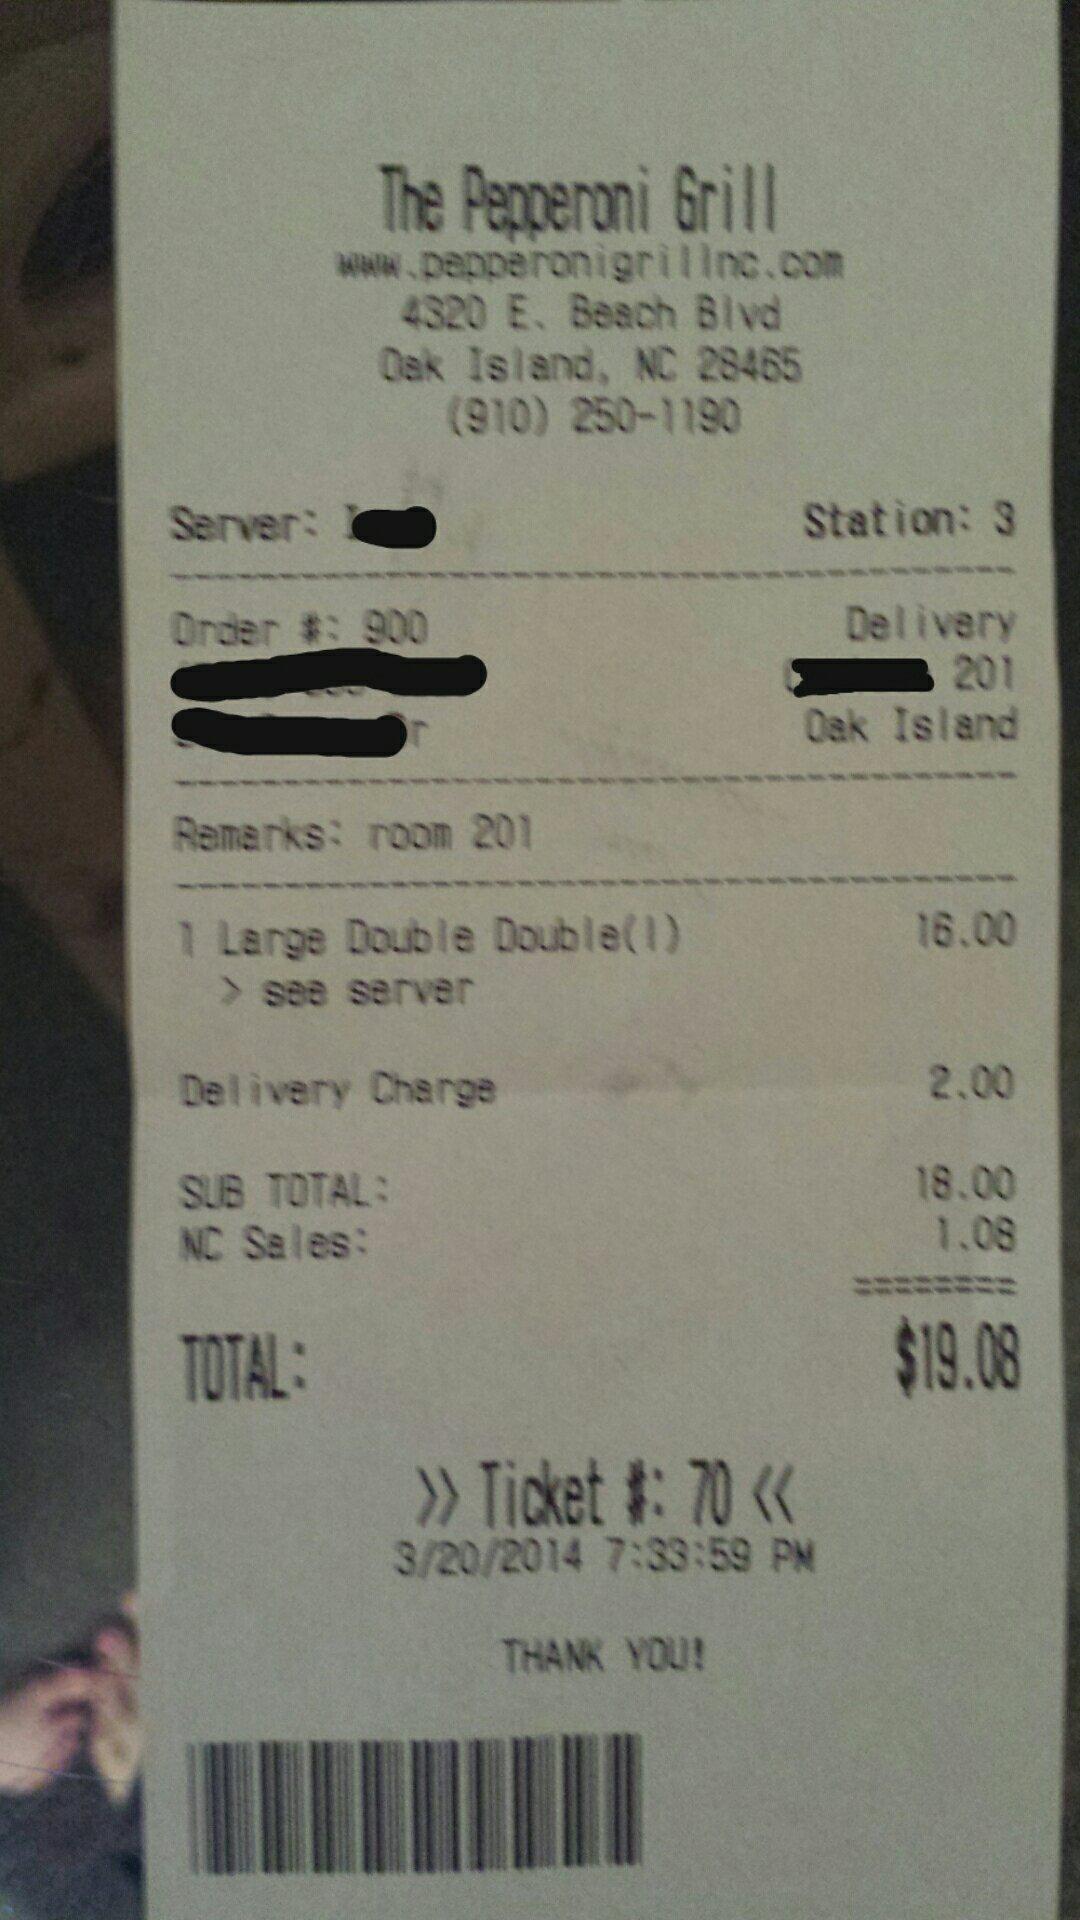 The Pepperoni Grill
www.pepperonigrillnc.com
4320 E. Beach Blvd
Oak Island, NC 28465
(910) 250-1190
Server: Station: 3
Order #: 900 Delivery
201
Oak Island
Remarks: room 201
1 Large Double Double(l) 16.00
> see server
Delivery Charge 2.00
SUB TOTAL: 18.00
NC Sales: 1.08
TOTAL: $19.08
>> Ticket #: 70 <<
3/20/2014 7:33:59 PM
THANK YOU!